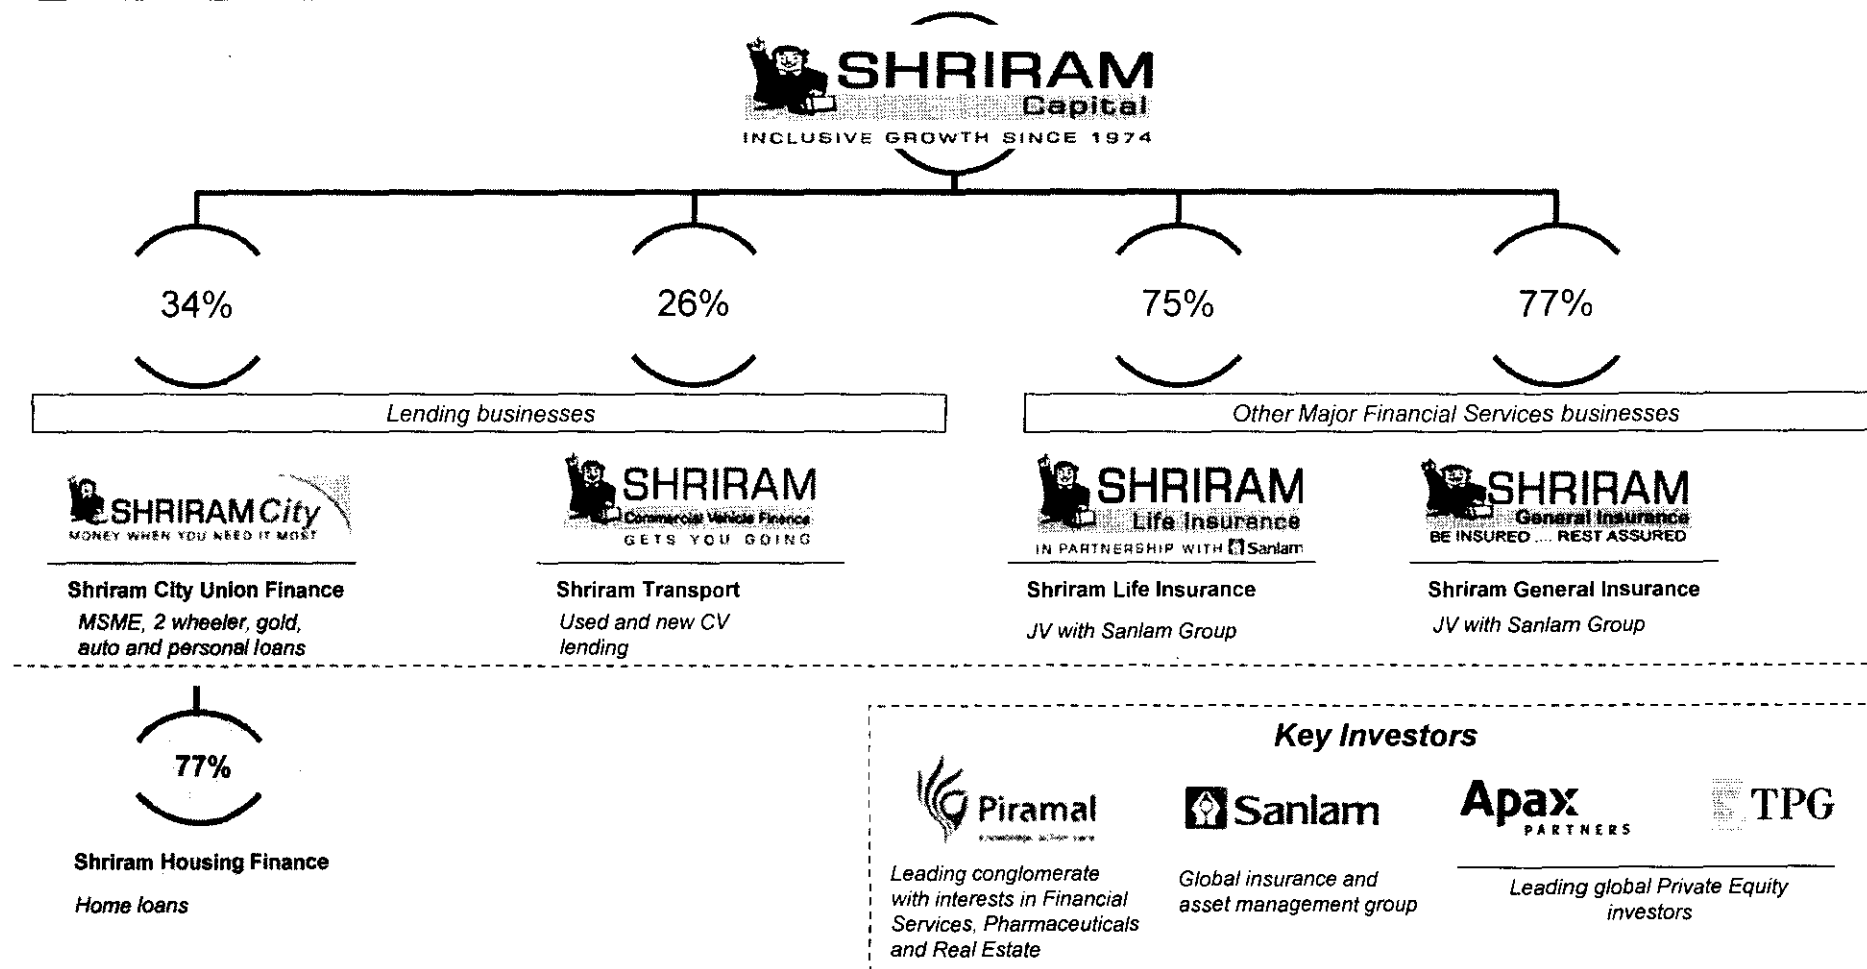 SHRIRAM
Capital
INCLUSIVE GROWTH SINCE 1974
34%
26%
75%
77%
Lending businesses
Other Major Financial Services businesses
SHRIRAM City
MONEY WHEN YOU NEED IT MOST
SHRIRAM
Commercial Vehicle Finance
GETS YOU GOING
SHRIRAM
Life Insurance
IN PARTNERSHIP WITH Sanlam
SHRIRAM
General Insurance
BE INSURED .... REST ASSURED
Shriram City Union Finance
MSME, 2 wheeler, gold,
auto and personal loans
Shriram Transport
Used and new CV
lending
Shriram Life Insurance
JV with Sanlam Group
Shriram General Insurance
JV with Sanlam Group
77%
Shriram Housing Finance
Home loans
Key Investors
Piramal
Leading conglomerate
with interests in Financial
Services, Pharmaceuticals
and Real Estate
Sanlam
Global insurance and
asset management group
Apax
PARTNERS
TPG
Leading global Private Equity
investors